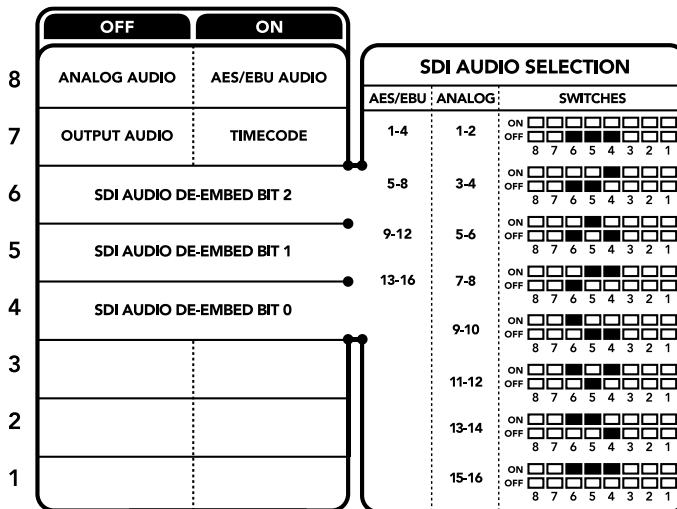 OFF ON
8 ANALOG AUDIO AES/EBU AUDIO
7 OUTPUT AUDIO TIMECODE
6 SDI AUDIO DE-EMBED BIT 2
5 SDI AUDIO DE-EMBED BIT 1
4 SDI AUDIO DE-EMBED BIT 0
3
2
1
SDI AUDIO SELECTION
AES/EBU ANALOG SWITCHES
1-4 1-2 ON
OFF
8 7 6 5 4 3 2 1
5-8 3-4 ON
OFF
8 7 6 5 4 3 2 1
9-12 5-6 ON
OFF
8 7 6 5 4 3 2 1
13-16 7-8 ON
OFF
8 7 6 5 4 3 2 1
9-10 ON
OFF
8 7 6 5 4 3 2 1
11-12 ON
OFF
8 7 6 5 4 3 2 1
13-14 ON
OFF
8 7 6 5 4 3 2 1
15-16 ON
OFF
8 7 6 5 4 3 2 1